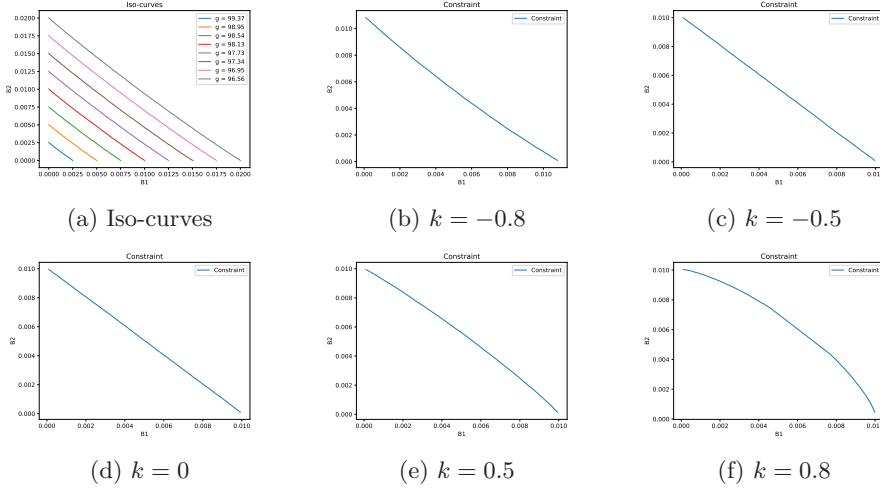 Iso-curves
Constraint
Constraint
0.0200
0.0175
0.0150
0.0125
0.0100
0.0075
0.0050
0.0025
0.0000
B2
g = 99.37
g = 98.95
g = 98.54
g = 98.13
g = 97.73
g = 97.34
g = 96.95
g = 96.56
0.0000 0.0025 0.0050 0.0075 0.0100 0.0125 0.0150 0.0175 0.0200
B1
0.010
0.008
0.006
0.004
0.002
0.000
B2
Constraint
0.000 0.002 0.004 0.006 0.008 0.010
B1
0.010
0.008
0.006
0.004
0.002
0.000
B2
Constraint
0.000 0.002 0.004 0.006 0.008 0.01
B1
(a) Iso-curves
(b) k = −0.8
(c) k = −0.5
Constraint
Constraint
Constraint
0.010
0.008
0.006
0.004
0.002
0.000
B2
Constraint
0.000 0.002 0.004 0.006 0.008 0.010
B1
0.010
0.008
0.006
0.004
0.002
0.000
B2
Constraint
0.000 0.002 0.004 0.006 0.008 0.010
B1
0.010
0.008
0.006
0.004
0.002
0.000
B2
Constraint
0.000 0.002 0.004 0.006 0.008 0.01
B1
(d) k = 0
(e) k = 0.5
(f) k = 0.8